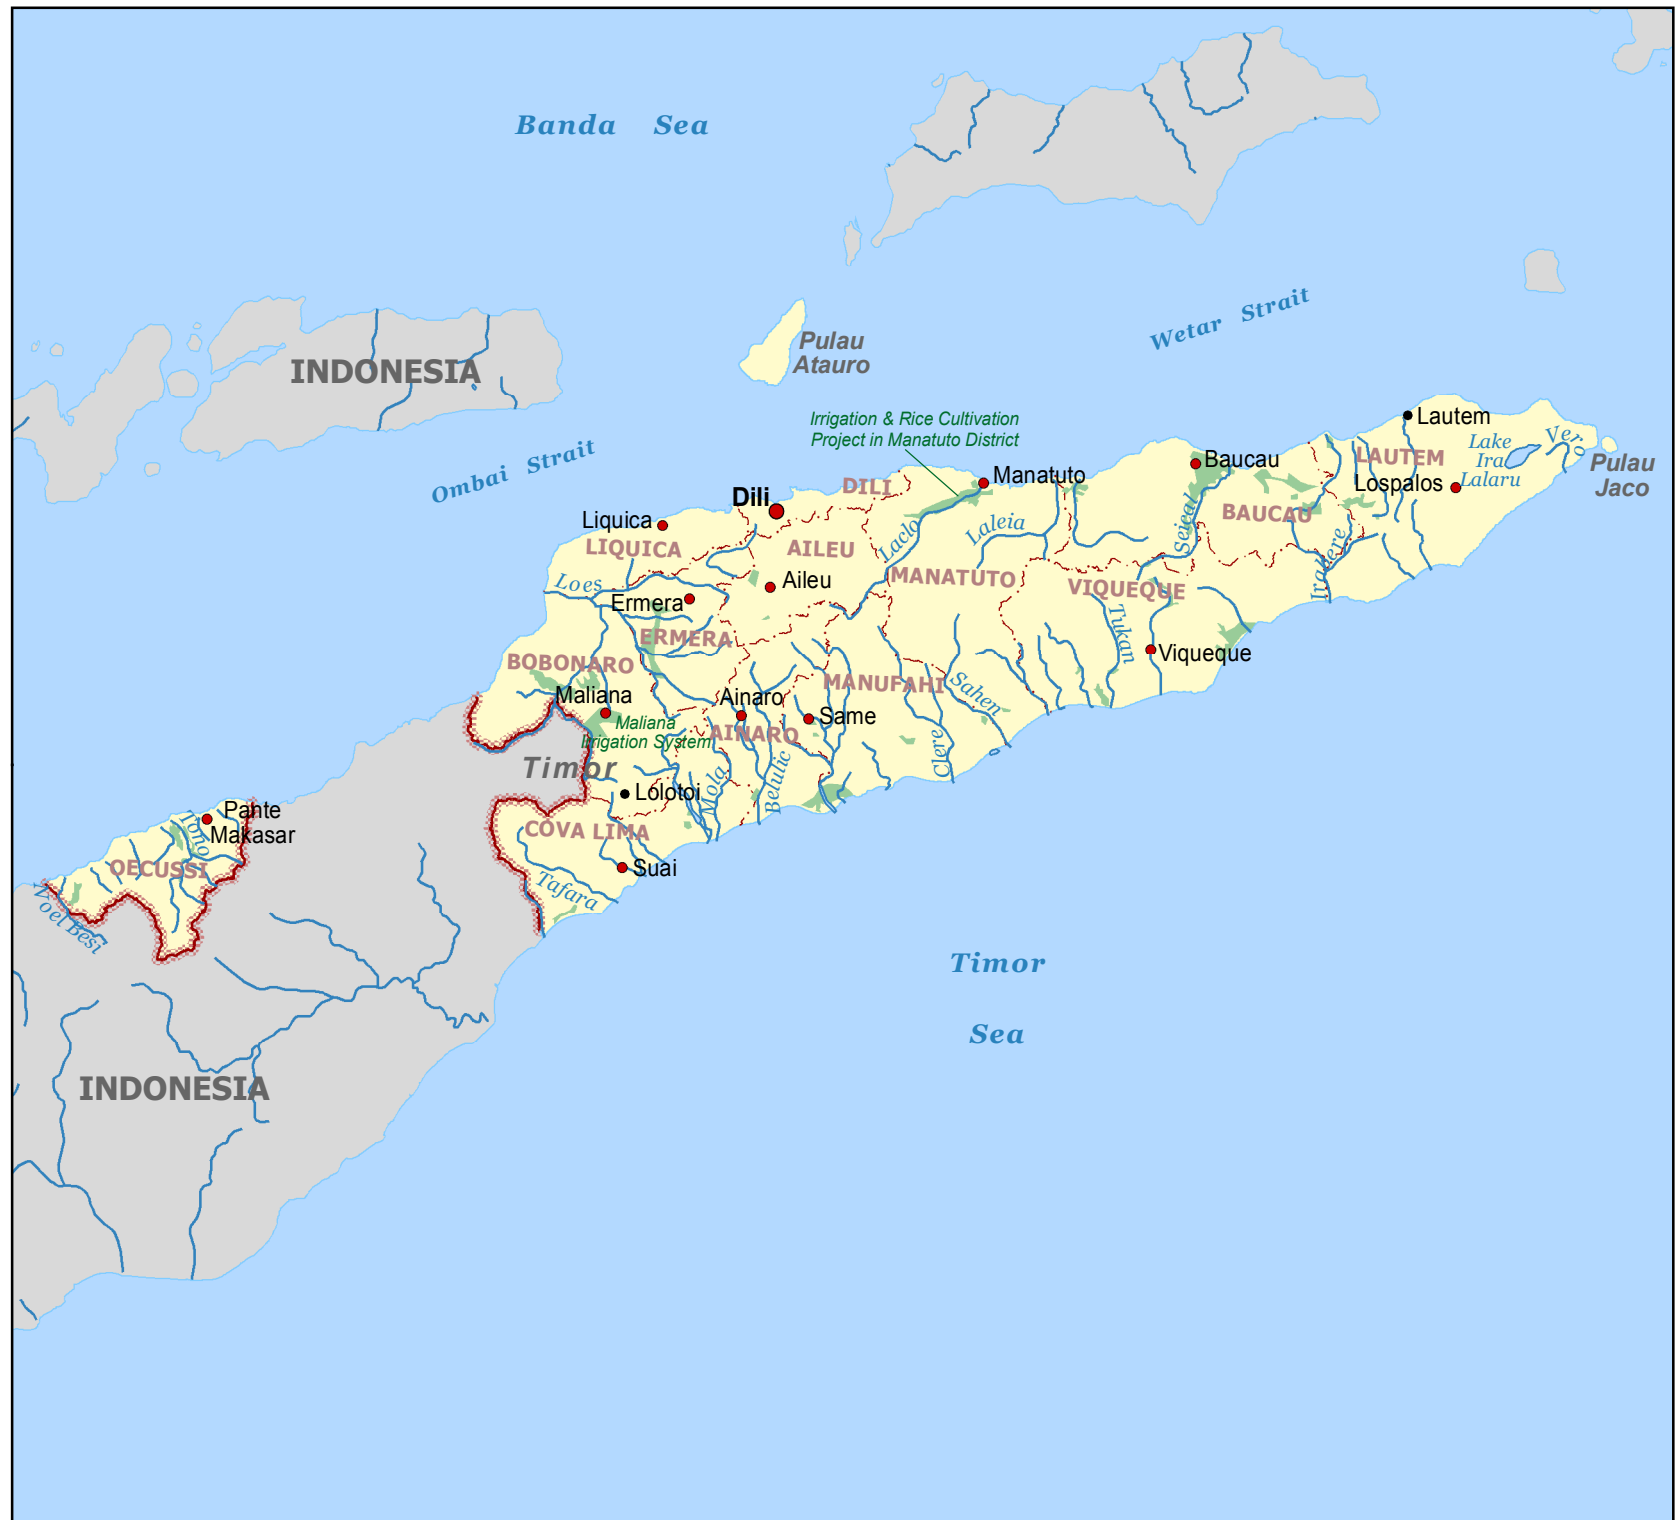 Banda Sea
Wetar Strait
Pulau
Atauro
INDONESIA
Ombai Strait
Irrigation & Rice Cultivation
Project in Manatuto District
Lautem
Lake
Ira
Lalaru
Vero
Pulau
Jaco
LAUTEM
Lospalos
Baucau
BAUCAU
Seical
Irabere
Manatuto
DILI
Dili
Liquica
LIQUICA
AILEU
Aileu
Laclo
Laleia
MANATUTO
VIQUEQUE
Tukan
Viqueque
Loes
Ermera
ERMERA
BOBONARO
Maliana
Maliana
Irrigation System
Ainaro
AINARO
Same
MANUFAHI
Sahen
Clere
Belulic
Mola
Timor
Lolotoi
COVA LIMA
Suai
Tafara
Pante
Makasar
Tono
OECUSSI
Noel Besi
Timor
Sea
INDONESIA